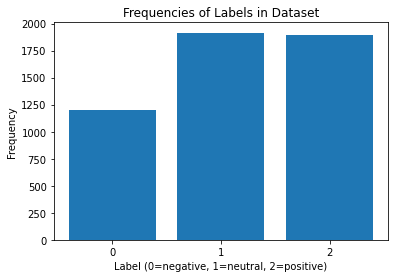 Frequencies of Labels in Dataset
Frequency
2000
1750
1500
1250
1000
750
500
250
0
0 1 2
Label (0=negative, 1=neutral, 2=positive)